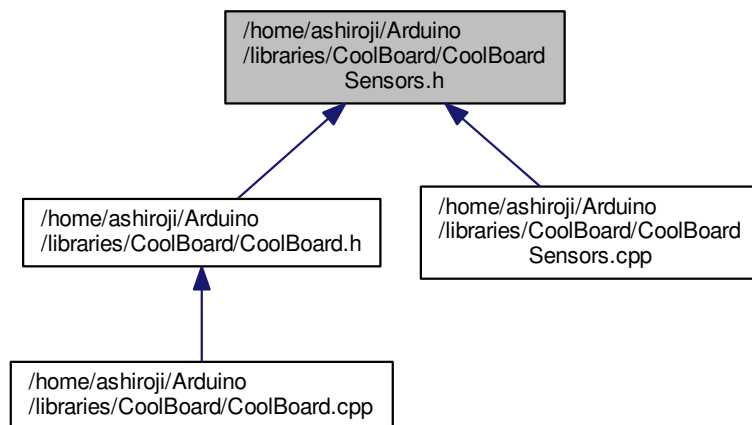 /home/ashiroji/Arduino
/libraries/CoolBoard/CoolBoard
Sensors.h
/home/ashiroji/Arduino
/libraries/CoolBoard/CoolBoard.h
/home/ashiroji/Arduino
/libraries/CoolBoard/CoolBoard
Sensors.cpp
/home/ashiroji/Arduino
/libraries/CoolBoard/CoolBoard.cpp